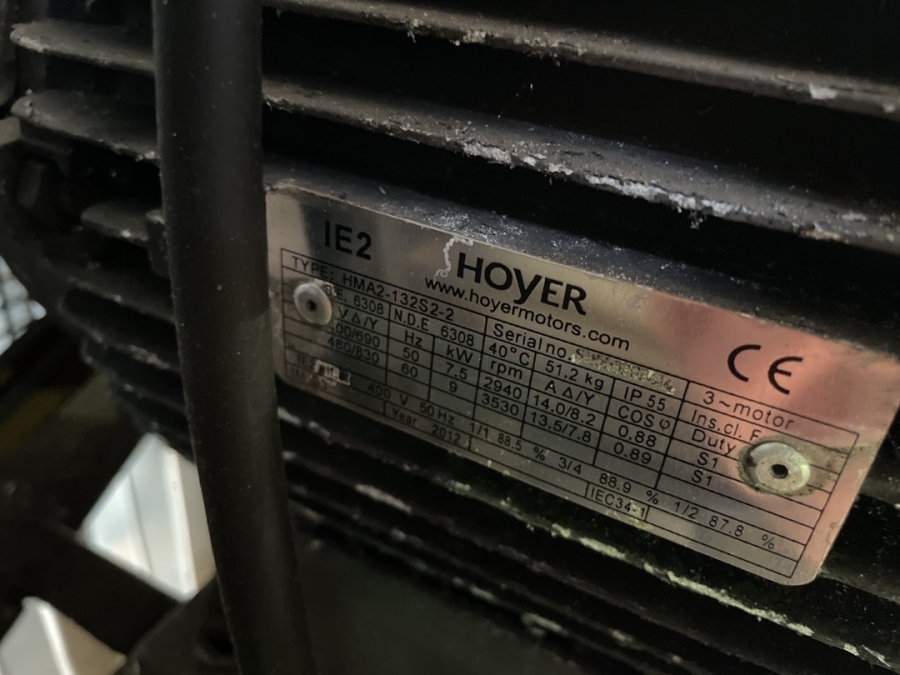 IE2 HOYER
www.hoyermotors.com CE
TYPE: HMA2-132S2-2 Serial no. 3~motor
6308 N.D.E 6308 40°C 51.2 kg IP 55 Ins.cl. F
V Δ/Y Hz kW rpm A Δ/Y COS φ Duty
400/690 50 7.5 2940 14.0/8.2 0.88 S1
460/830 60 9 3530 13.5/7.8 0.89 S1
400 V 50Hz 1/1 88.5 % 3/4 88.9 % 1/2 87.8 %
Year 2012 IEC34-1